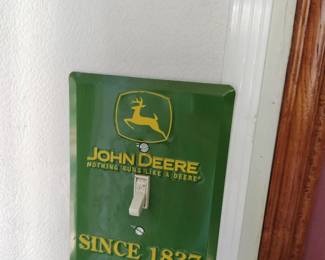 JOHN DEERE
NOTHING RUNS LIKE A DEERE
SINCE 1837